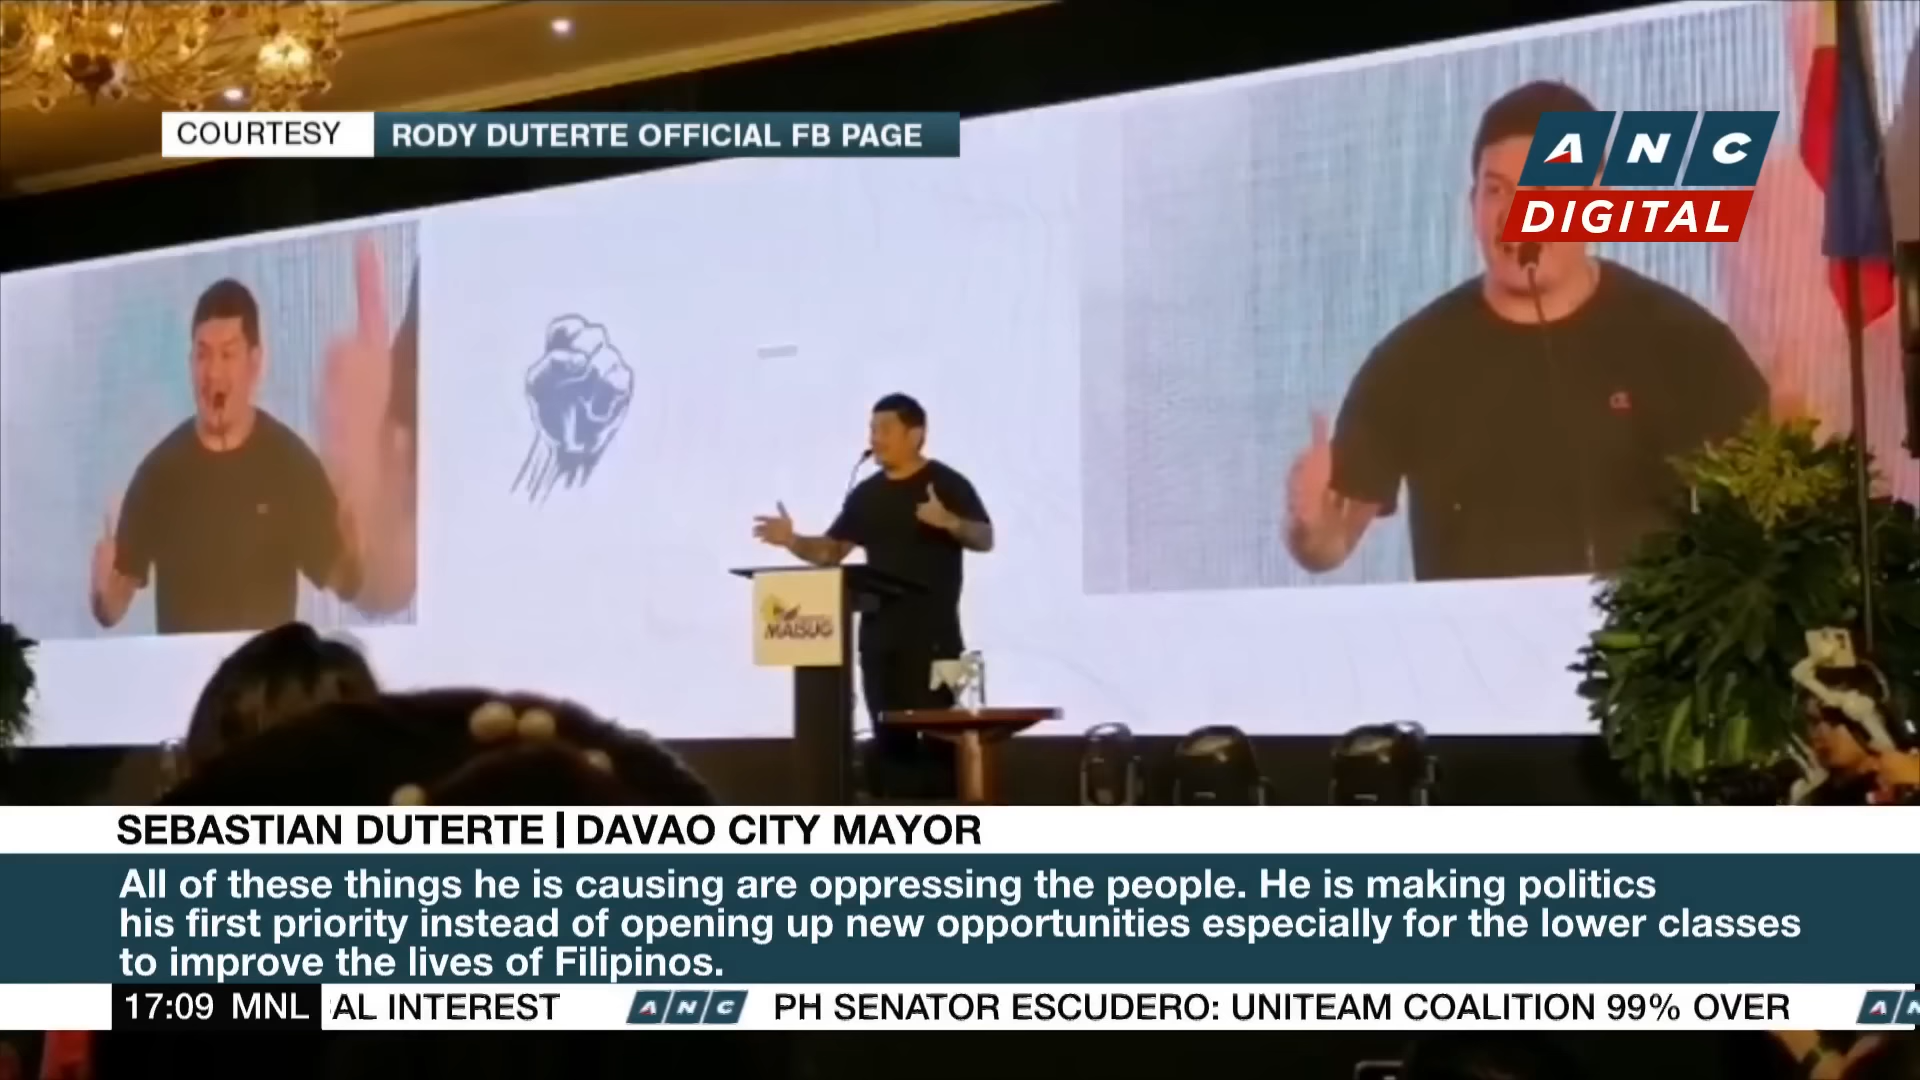 COURTESY RODY DUTERTE OFFICIAL FB PAGE
ANC
DIGITAL
MAISUG
SEBASTIAN DUTERTE | DAVAO CITY MAYOR
All of these things he is causing are oppressing the people. He is making politics
his first priority instead of opening up new opportunities especially for the lower classes
to improve the lives of Filipinos.
17:09 MNL AL INTEREST ANC PH SENATOR ESCUDERO: UNITEAM COALITION 99% OVER AN